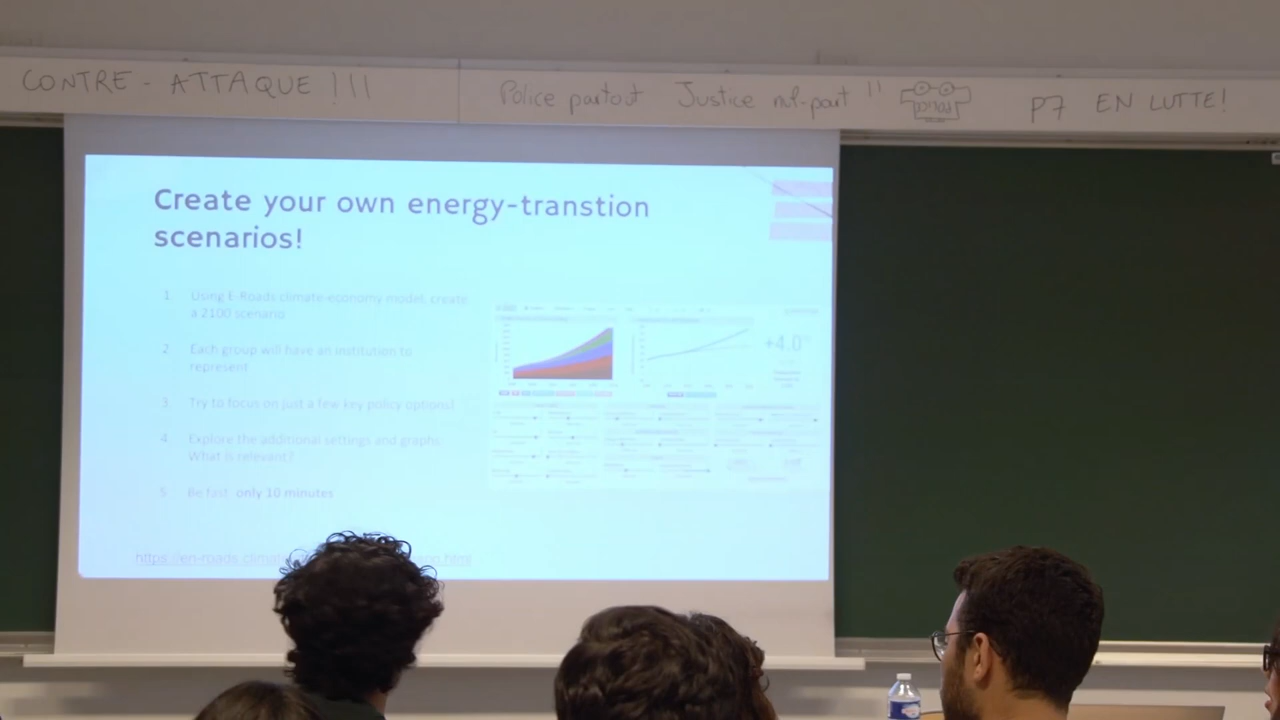 CONTRE - ATTAQUE !!!
Police partout Justice nul-part !!
P7 EN LUTTE!
Create your own energy-transtion
scenarios!
1. Using E-Roads climate economy model, create
a 2100 scenario
2. Each group will have an institution to
represent
3. Try to focus on just a few key policy options!
4. Explore the additional settings and graphs.
What is relevant?
5. Be fast: only 10 minutes
+4.0°
https://en-roads.climate